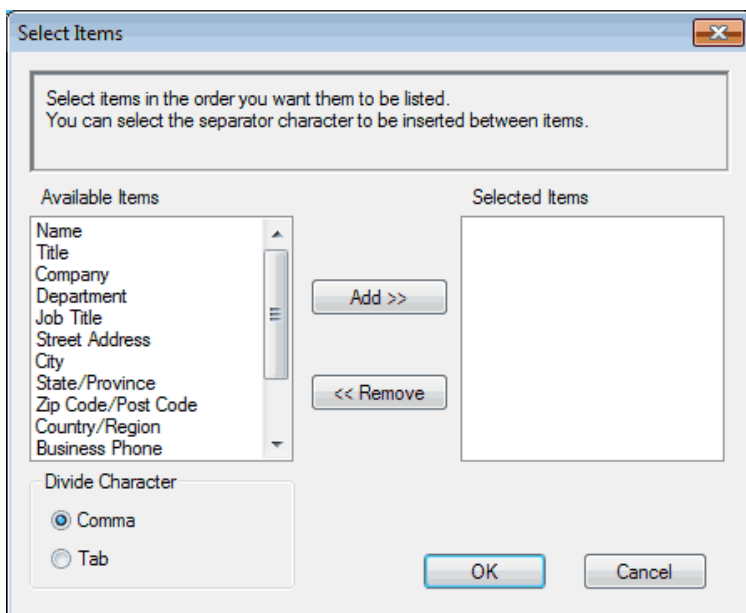 Select Items
Select items in the order you want them to be listed.
You can select the separator character to be inserted between items.
Available Items
Selected Items
Name
Title
Company
Department
Job Title
Street Address
City
State/Province
Zip Code/Post Code
Country/Region
Business Phone
Add >>
<< Remove
Divide Character
Comma
Tab
OK
Cancel